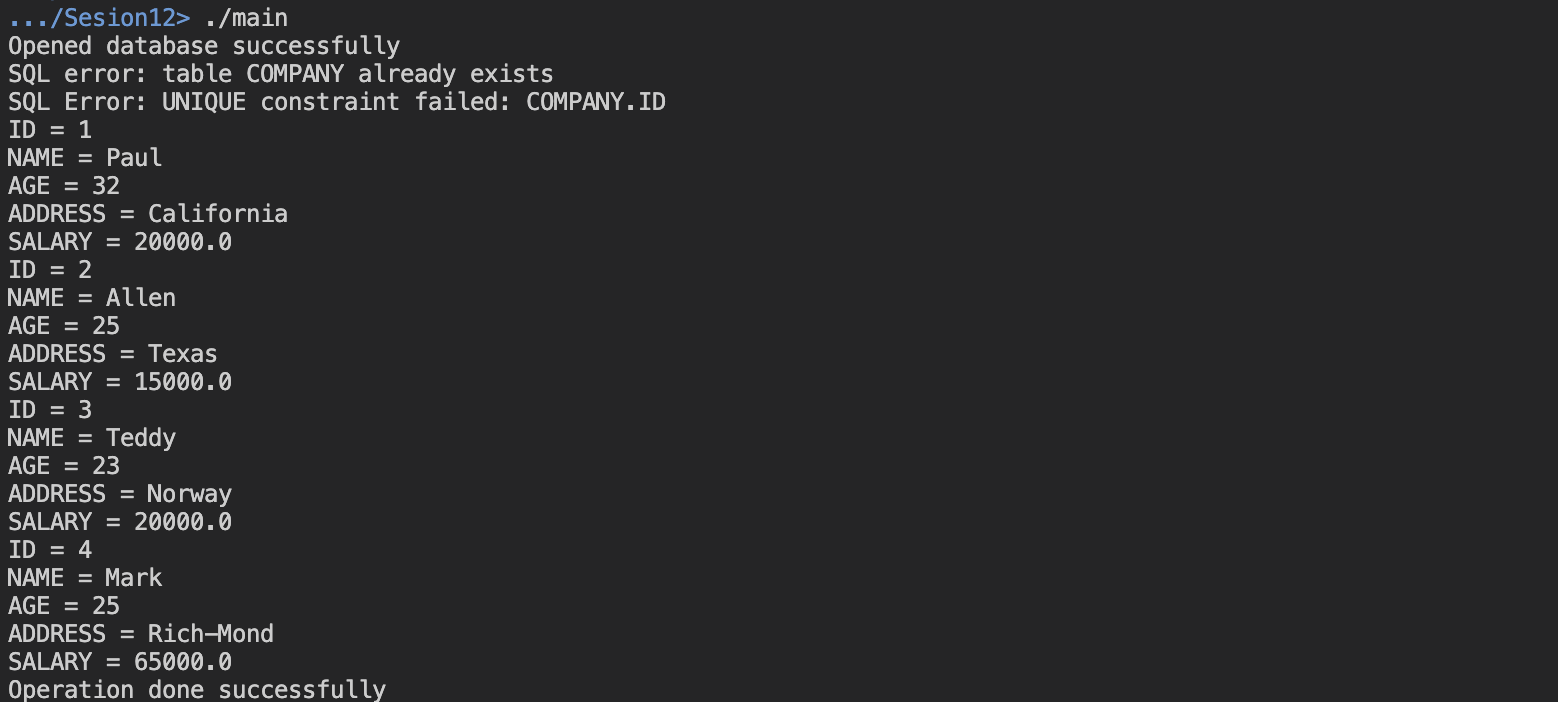 .../Sesion12> ./main
Opened database successfully
SQL error: table COMPANY already exists
SQL Error: UNIQUE constraint failed: COMPANY.ID
ID = 1
NAME = Paul
AGE = 32
ADDRESS = California
SALARY = 20000.0
ID = 2
NAME = Allen
AGE = 25
ADDRESS = Texas
SALARY = 15000.0
ID = 3
NAME = Teddy
AGE = 23
ADDRESS = Norway
SALARY = 20000.0
ID = 4
NAME = Mark
AGE = 25
ADDRESS = Rich-Mond
SALARY = 65000.0
Operation done successfully